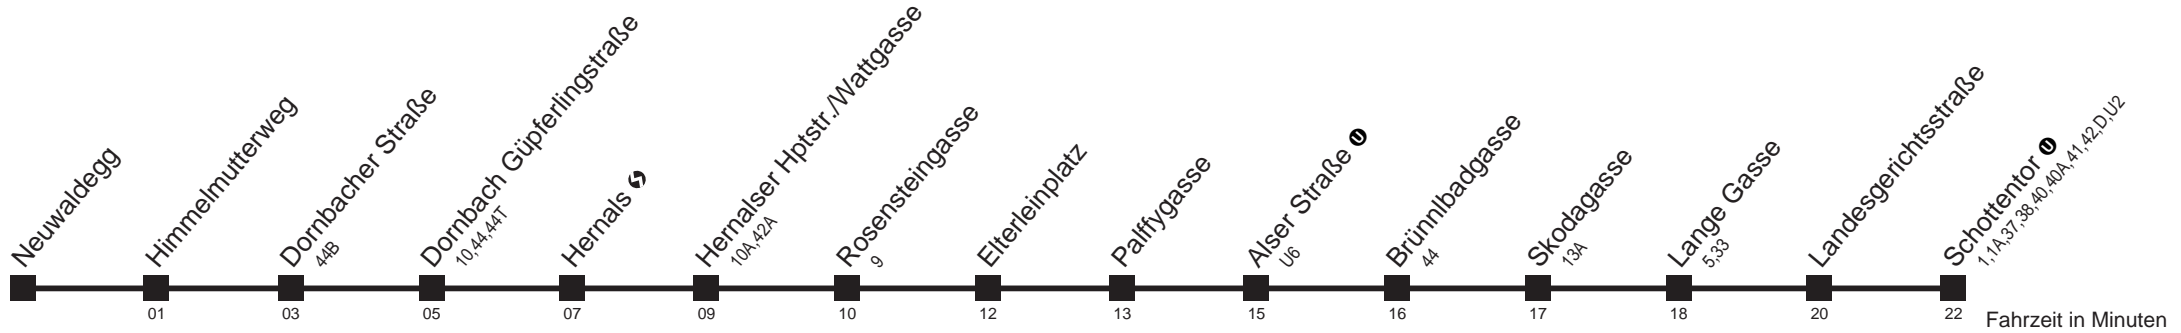 Neuwaldegg
Himmelmutterweg
01
Dornbacher Straße
44B
03
Dornbach Güpferlingstraße
10,44,44T
05
Hernals
07
Hernalser Hptstr./Wattgasse
10A,42A
09
Rosensteingasse
9
10
Elterleinplatz
12
Palffygasse
13
Alser Straße U
U6
15
Brünnlbadgasse
44
16
Skodagasse
13A
17
Lange Gasse
5,33
18
Landesgerichtsstraße
20
Schottentor U
1,1A,37,38,40,40A,41,42,D,U2
22
Fahrzeit in Minuten